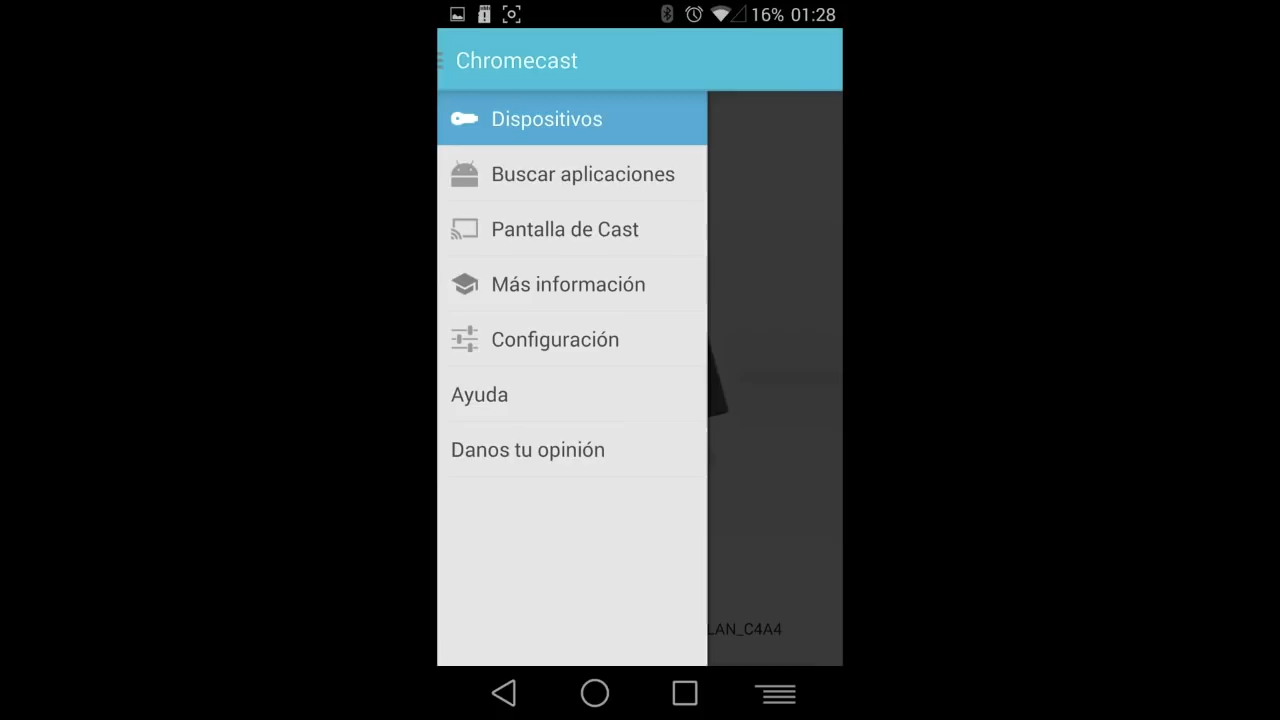 16% 01:28
Chromecast
Dispositivos
Buscar aplicaciones
Pantalla de Cast
Más información
Configuración
Ayuda
Danos tu opinión
LAN_C4A4